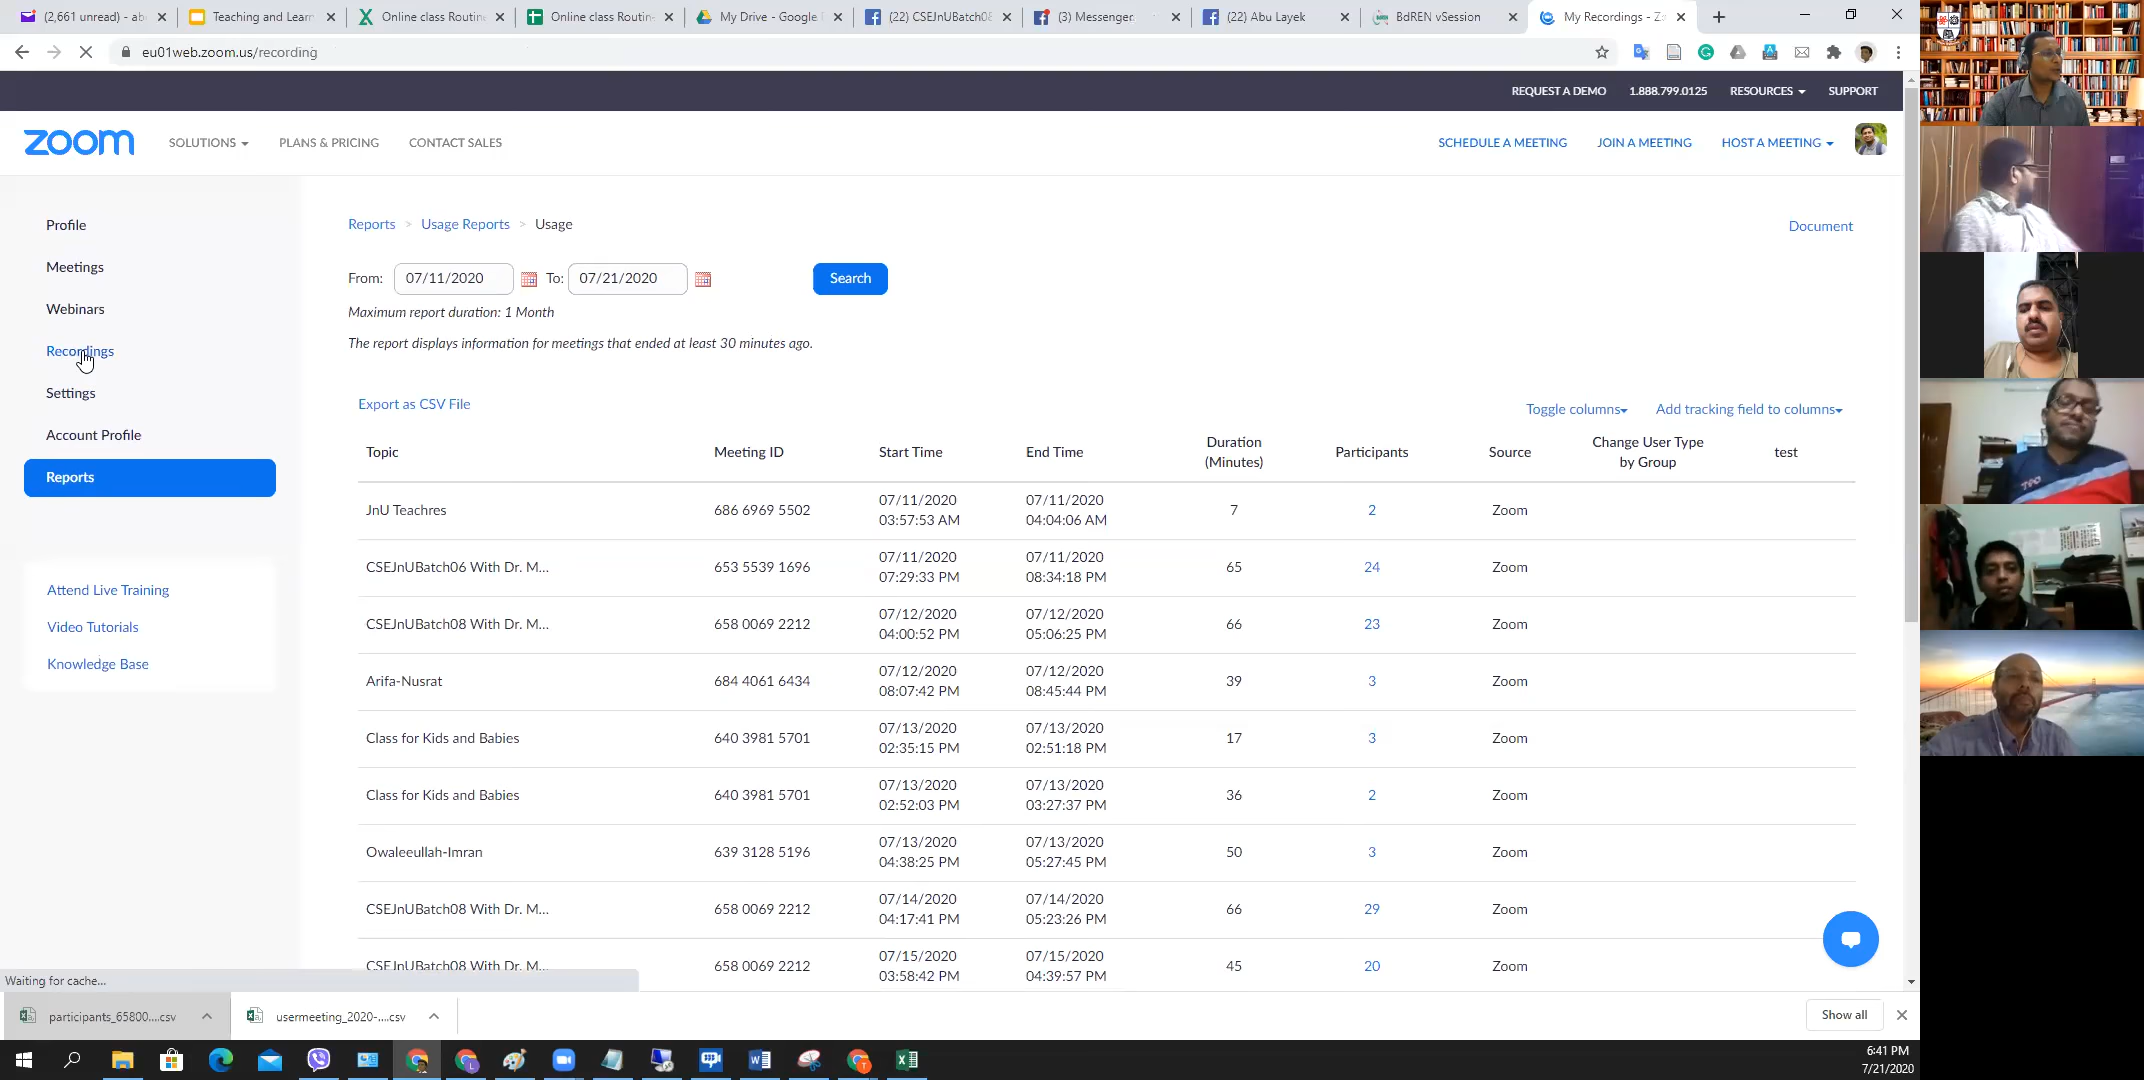 (2,661 unread) - ab
Teaching and Lear
Online class Routine
Online class Routin
My Drive - Google
(22) CSEJnUBatch08
(3) Messenger
(22) Abu Layek
BdREN vSession
My Recordings - Z
eu01web.zoom.us/recording
REQUEST A DEMO
1.888.799.0125
RESOURCES
SUPPORT
zoom
SOLUTIONS
PLANS & PRICING
CONTACT SALES
SCHEDULE A MEETING
JOIN A MEETING
HOST A MEETING
Profile
Meetings
Webinars
Recordings
Settings
Account Profile
Reports
Attend Live Training
Video Tutorials
Knowledge Base
Reports > Usage Reports > Usage
Document
From: 07/11/2020 To: 07/21/2020 Search
Maximum report duration: 1 Month
The report displays information for meetings that ended at least 30 minutes ago.
Export as CSV File
Toggle columns
Add tracking field to columns
Topic Meeting ID Start Time End Time Duration (Minutes) Participants Source Change User Type by Group test
JnU Teachres 686 6969 5502 07/11/2020 03:57:53 AM 07/11/2020 04:04:06 AM 7 2 Zoom
CSEJnUBatch06 With Dr. M... 653 5539 1696 07/11/2020 07:29:33 PM 07/11/2020 08:34:18 PM 65 24 Zoom
CSEJnUBatch08 With Dr. M... 658 0069 2212 07/12/2020 04:00:52 PM 07/12/2020 05:06:25 PM 66 23 Zoom
Arifa-Nusrat 684 4061 6434 07/12/2020 08:07:42 PM 07/12/2020 08:45:44 PM 39 3 Zoom
Class for Kids and Babies 640 3981 5701 07/13/2020 02:35:15 PM 07/13/2020 02:51:18 PM 17 3 Zoom
Class for Kids and Babies 640 3981 5701 07/13/2020 02:52:03 PM 07/13/2020 03:27:37 PM 36 2 Zoom
Owaleeullah-Imran 639 3128 5196 07/13/2020 04:38:25 PM 07/13/2020 05:27:45 PM 50 3 Zoom
CSEJnUBatch08 With Dr. M... 658 0069 2212 07/14/2020 04:17:41 PM 07/14/2020 05:23:26 PM 66 29 Zoom
CSEJnUBatch08 With Dr. M... 658 0069 2212 07/15/2020 03:58:42 PM 07/15/2020 04:39:57 PM 45 20 Zoom
Waiting for cache...
participants_65800....csv
usermeeting_2020-....csv
Show all
6:41 PM
7/21/2020